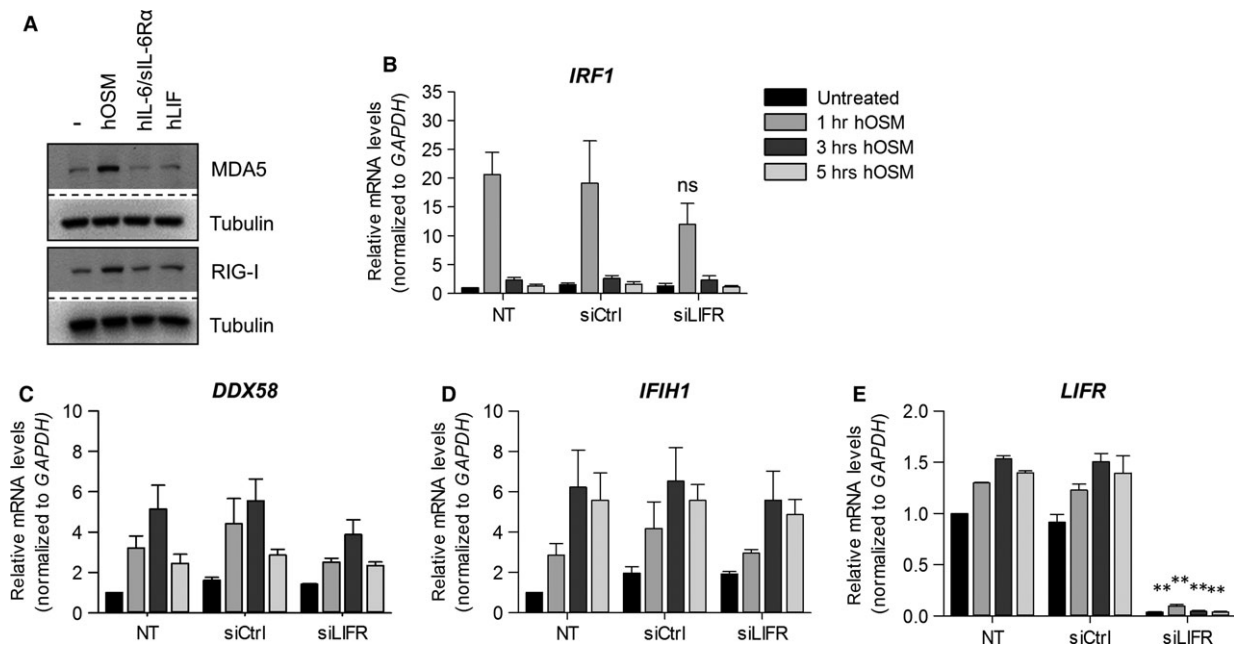 A
-
hOSM
hIL-6/sIL-6Rα
hLIF
MDA5
Tubulin
RIG-I
Tubulin
B
IRF1
Relative mRNA levels
(normalized to GAPDH)
35
30
25
20
15
10
5
0
ns
NT siCtrl siLIFR
Untreated
1 hr hOSM
3 hrs hOSM
5 hrs hOSM
C
DDX58
Relative mRNA levels
(normalized to GAPDH)
10
8
6
4
2
0
NT siCtrl siLIFR
D
IFIH1
Relative mRNA levels
(normalized to GAPDH)
10
8
6
4
2
0
NT siCtrl siLIFR
E
LIFR
Relative mRNA levels
(normalized to GAPDH)
2.0
1.5
1.0
0.5
0.0
** ** ** **
NT siCtrl siLIFR